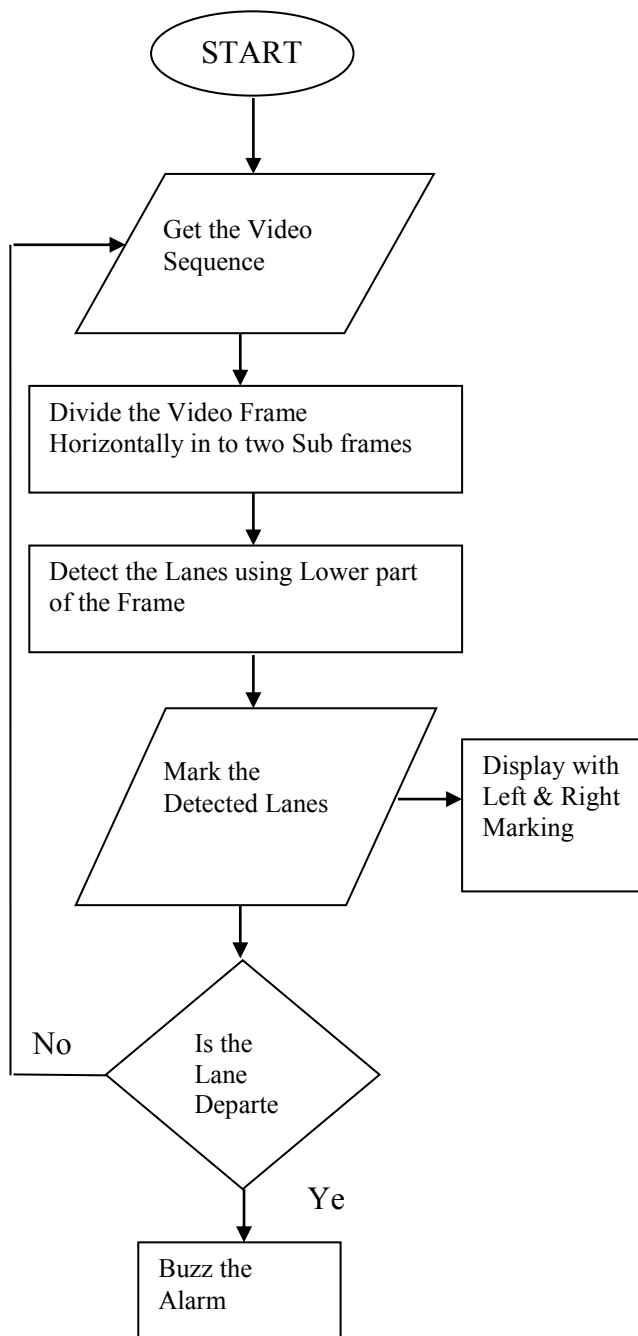 START
Get the Video
Sequence
Divide the Video Frame
Horizontally in to two Sub frames
Detect the Lanes using Lower part
of the Frame
Mark the
Detected Lanes
Display with
Left & Right
Marking
No
Is the
Lane
Departe
Ye
Buzz the
Alarm